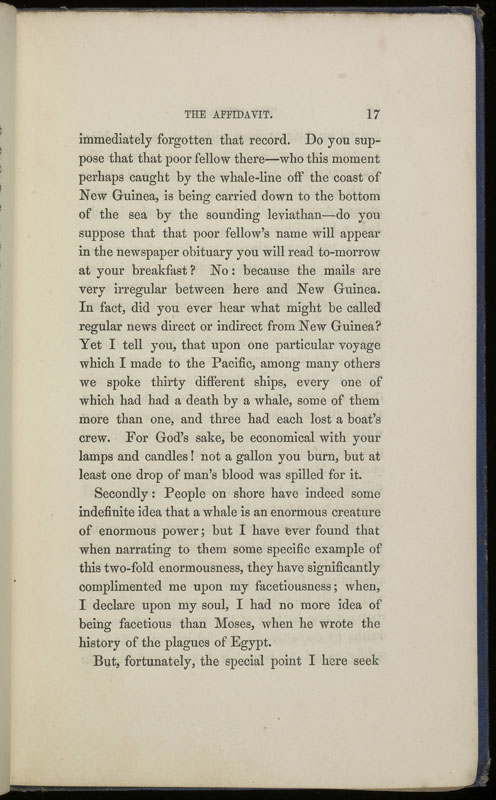 THE AFFIDAVIT. 17
immediately forgotten that record. Do you sup-
pose that that poor fellow there—who this moment
perhaps caught by the whale-line off the coast of
New Guinea, is being carried down to the bottom
of the sea by the sounding leviathan—do you
suppose that that poor fellow's name will appear
in the newspaper obituary you will read to-morrow
at your breakfast? No: because the mails are
very irregular between here and New Guinea.
In fact, did you ever hear what might be called
regular news direct or indirect from New Guinea?
Yet I tell you, that upon one particular voyage
which I made to the Pacific, among many others
we spoke thirty different ships, every one of
which had had a death by a whale, some of them
more than one, and three had each lost a boat's
crew. For God's sake, be economical with your
lamps and candles! not a gallon you burn, but at
least one drop of man's blood was spilled for it.
Secondly: People on shore have indeed some
indefinite idea that a whale is an enormous creature
of enormous power; but I have ever found that
when narrating to them some specific example of
this two-fold enormousness, they have significantly
complimented me upon my facetiousness; when,
I declare upon my soul, I had no more idea of
being facetious than Moses, when he wrote the
history of the plagues of Egypt.
But, fortunately, the special point I here seek